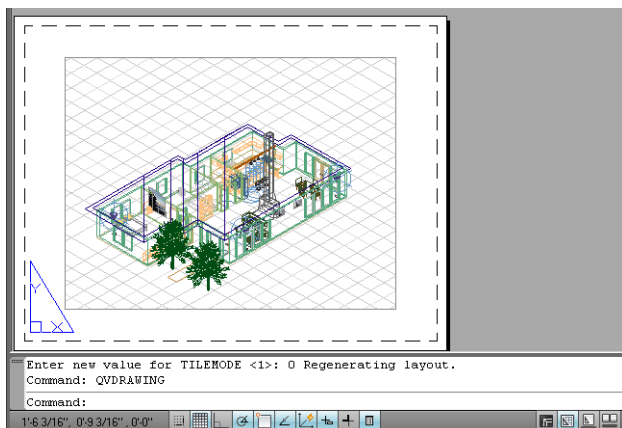 Y
X
Enter new value for TILEMODE <1>: 0 Regenerating layout.
Command: QVDRAWING
Command:
1'-6 3/16", 0'-9 3/16" , 0'-0"